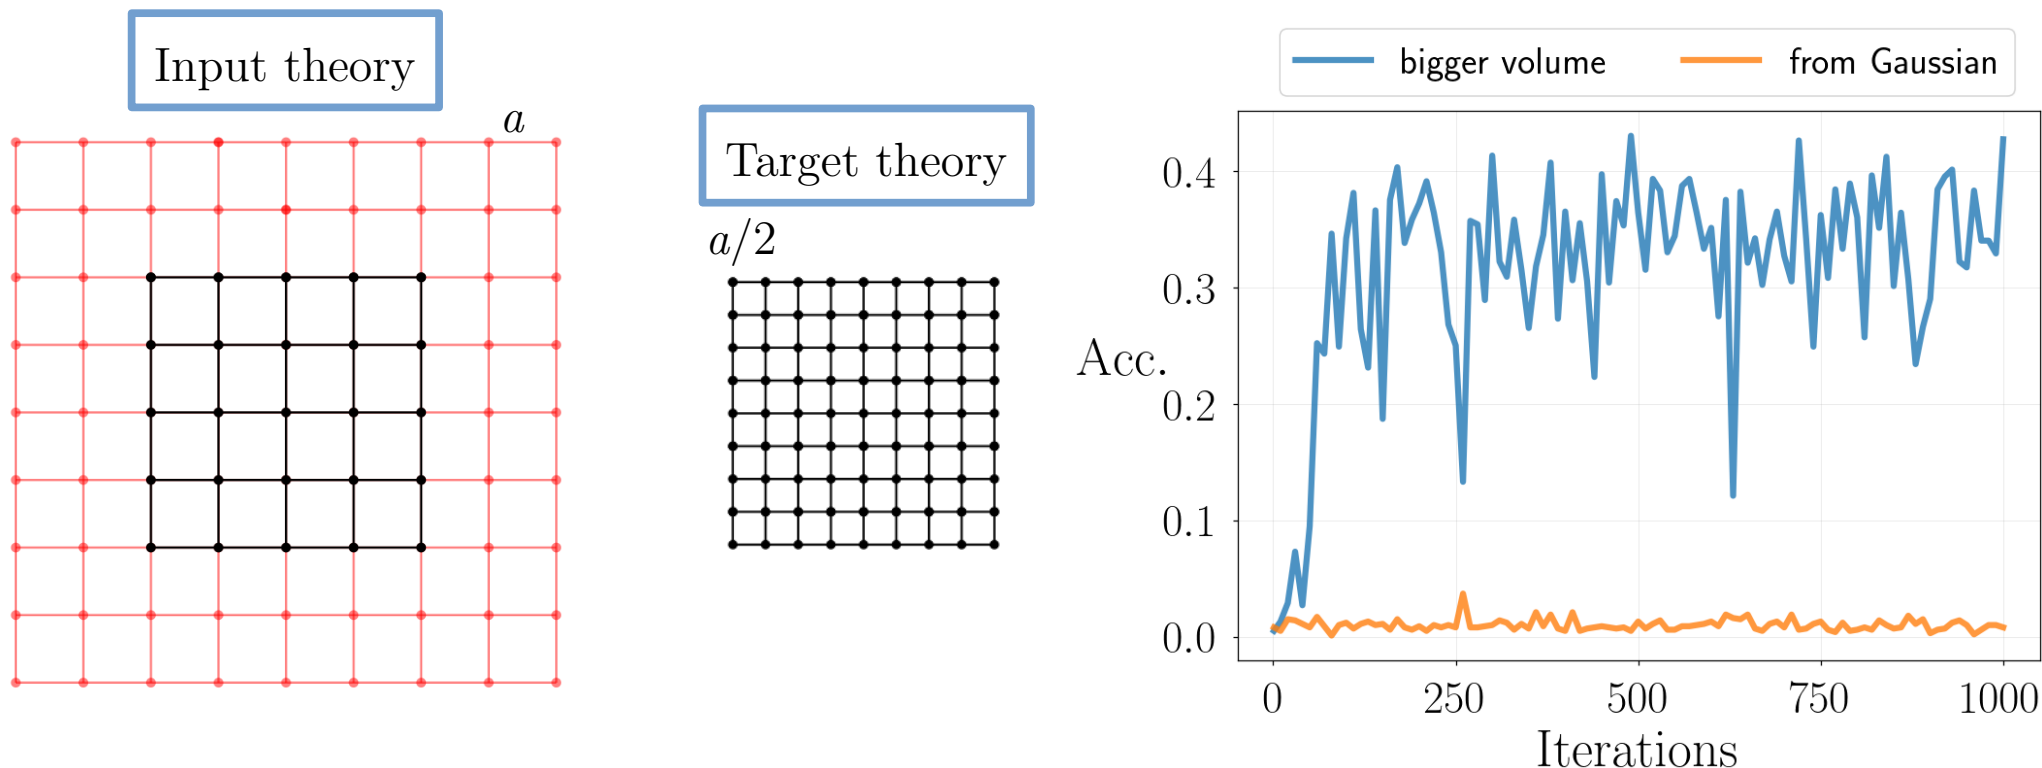 Input theory
a
Target theory
a/2
bigger volume
from Gaussian
Acc.
0.4
0.3
0.2
0.1
0.0
0 250 500 750 1000
Iterations